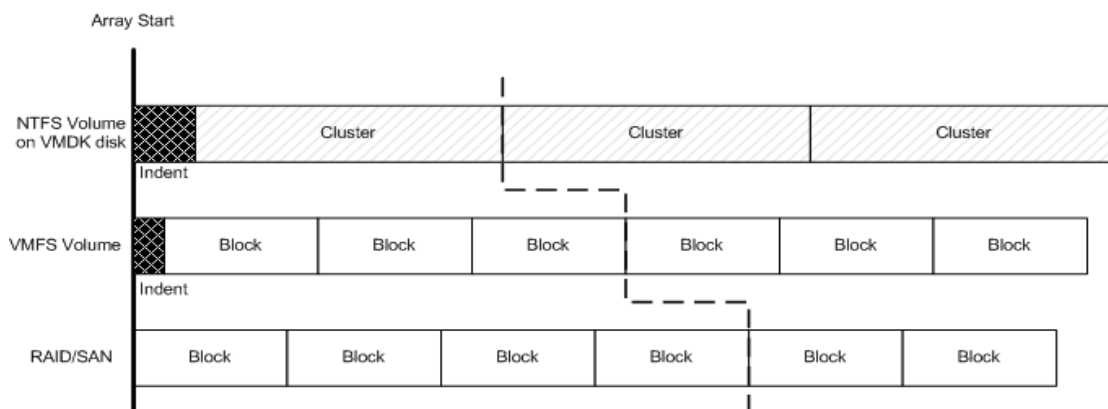 Array Start
NTFS Volume
on VMDK disk
Cluster
Cluster
Cluster
Indent
VMFS Volume
Block
Block
Block
Block
Block
Block
Indent
RAID/SAN
Block
Block
Block
Block
Block
Block